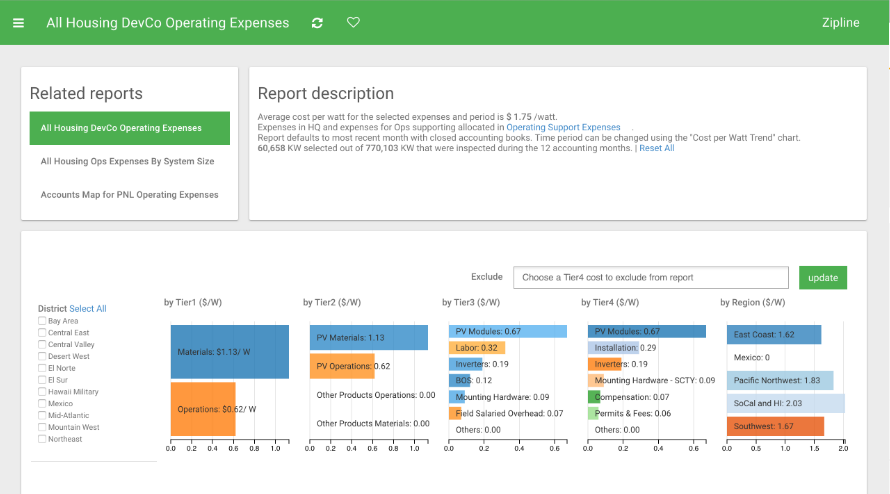 All Housing DevCo Operating Expenses
Zipline
Related reports
All Housing DevCo Operating Expenses
All Housing Ops Expenses By System Size
Accounts Map for PNL Operating Expenses
Report description
Average cost per watt for the selected expenses and period is $ 1.75 /watt.
Expenses in HQ and expenses for Ops supporting allocated in Operating Support Expenses .
Report defaults to most recent month with closed accounting books. Time period can be changed using the "Cost per Watt Trend" chart.
60,658 KW selected out of 770,103 KW that were inspected during the 12 accounting months. | Reset All
Exclude
Choose a Tier4 cost to exclude from report
update
District Select All
Bay Area
Central East
Central Valley
Desert West
El Norte
El Sur
Hawaii Military
Mexico
Mid-Atlantic
Mountain West
Northeast
by Tier1 ($/W)
Materials: $1.13/ W
Operations: $0.62/ W
0.0 0.2 0.4 0.6 0.8 1.0
by Tier2 ($/W)
PV Materials: 1.13
PV Operations: 0.62
Other Products Operations: 0.00
Other Products Materials: 0.00
0.0 0.2 0.4 0.6 0.8 1.0
by Tier3 ($/W)
PV Modules: 0.67
Labor: 0.32
Inverters: 0.19
BOS: 0.12
Mounting Hardware: 0.09
Field Salaried Overhead: 0.07
Others: 0.00
0.0 0.2 0.4 0.6
by Tier4 ($/W)
PV Modules: 0.67
Installation: 0.29
Inverters: 0.19
Mounting Hardware - SCTY: 0.09
Compensation: 0.07
Permits & Fees: 0.06
Others: 0.00
0.0 0.2 0.4 0.6
by Region ($/W)
East Coast: 1.62
Mexico: 0
Pacific Northwest: 1.83
SoCal and HI: 2.03
Southwest: 1.67
0.0 0.5 1.0 1.5 2.0